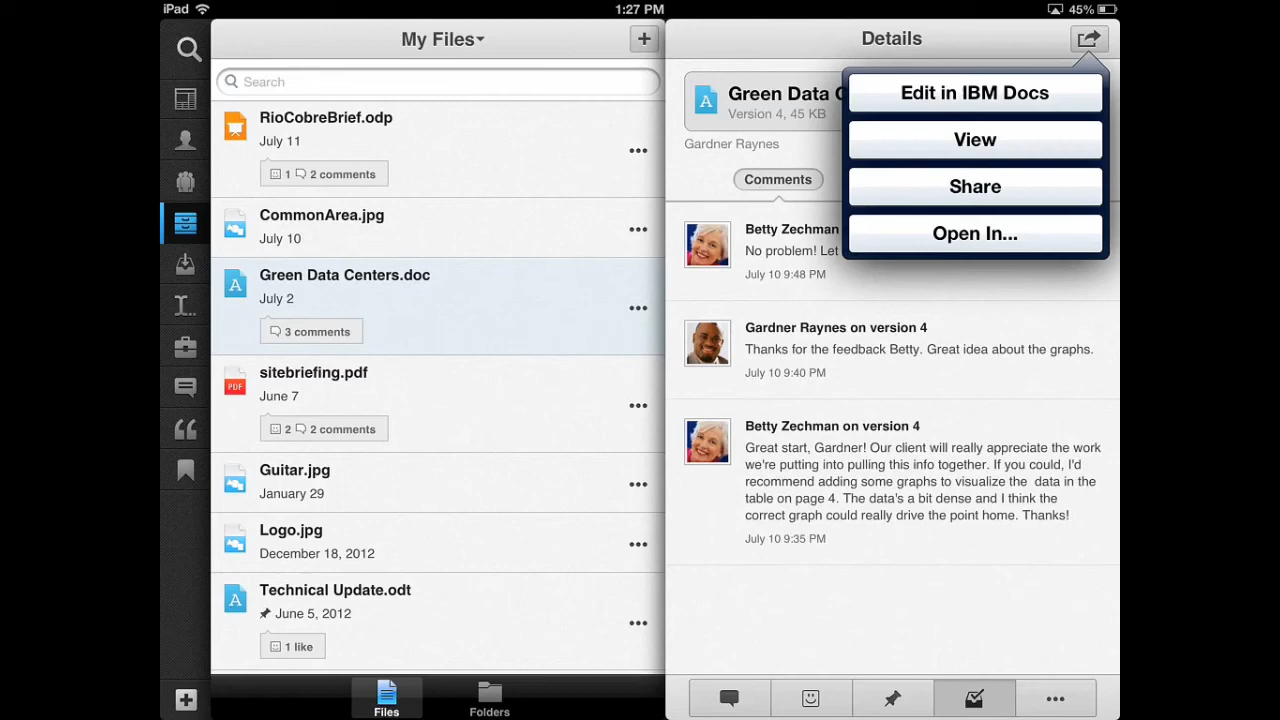 iPad
1:27 PM
45%
My Files
Search
RioCobreBrief.odp
July 11
1 2 comments
CommonArea.jpg
July 10
Green Data Centers.doc
July 2
3 comments
sitebriefing.pdf
PDF
June 7
2 2 comments
Guitar.jpg
January 29
Logo.jpg
December 18, 2012
Technical Update.odt
June 5, 2012
1 like
Files
Folders
Details
Green Data
Version 4, 45 KB
Gardner Raynes
Comments
Edit in IBM Docs
View
Share
Open In...
Betty Zechman
No problem! Let
July 10 9:48 PM
Gardner Raynes on version 4
Thanks for the feedback Betty. Great idea about the graphs.
July 10 9:40 PM
Betty Zechman on version 4
Great start, Gardner! Our client will really appreciate the work
we're putting into pulling this info together. If you could, I'd
recommend adding some graphs to visualize the data in the
table on page 4. The data's a bit dense and I think the
correct graph could really drive the point home. Thanks!
July 10 9:35 PM